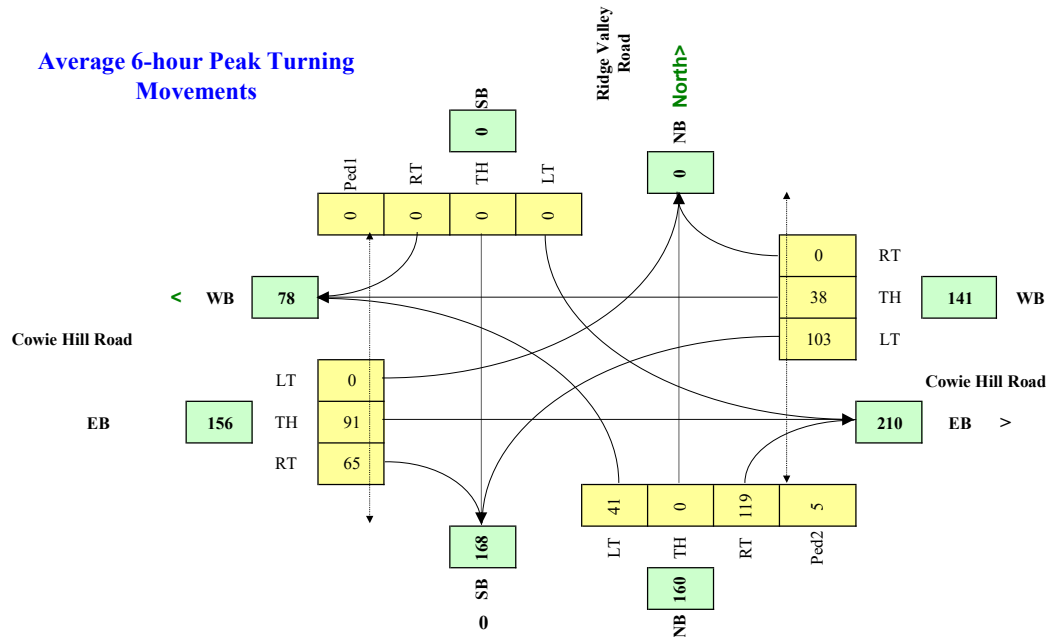 Average 6-hour Peak Turning
Movements
Ridge Valley
Road
North>
SB
0
NB
0
Ped1
RT
TH
LT
0
0
0
0
0
RT
< WB 78
38
TH
141 WB
Cowie Hill Road
103
LT
LT
0
Cowie Hill Road
EB 156
TH
91
210 EB >
RT
65
41
0
119
5
168
SB
0
LT
TH
RT
Ped2
160
NB